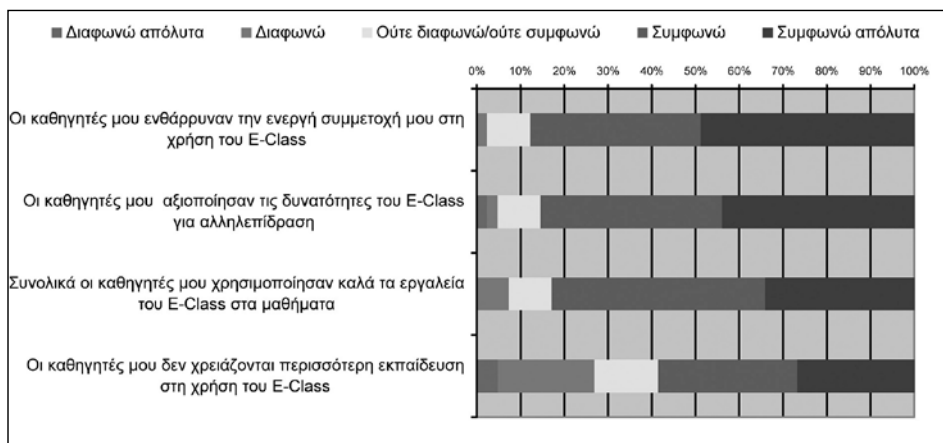 Διαφωνώ απόλυτα Διαφωνώ Ούτε διαφωνώ/ούτε συμφωνώ Συμφωνώ Συμφωνώ απόλυτα
0% 10% 20% 30% 40% 50% 60% 70% 80% 90% 100%
Οι καθηγητές μου ενθάρρυναν την ενεργή συμμετοχή μου στη
χρήση του E-Class
Οι καθηγητές μου αξιοποίησαν τις δυνατότητες του E-Class
για αλληλεπίδραση
Συνολικά οι καθηγητές μου χρησιμοποίησαν καλά τα εργαλεία
του E-Class στα μαθήματα
Οι καθηγητές μου δεν χρειάζονται περισσότερη εκπαίδευση
στη χρήση του E-Class